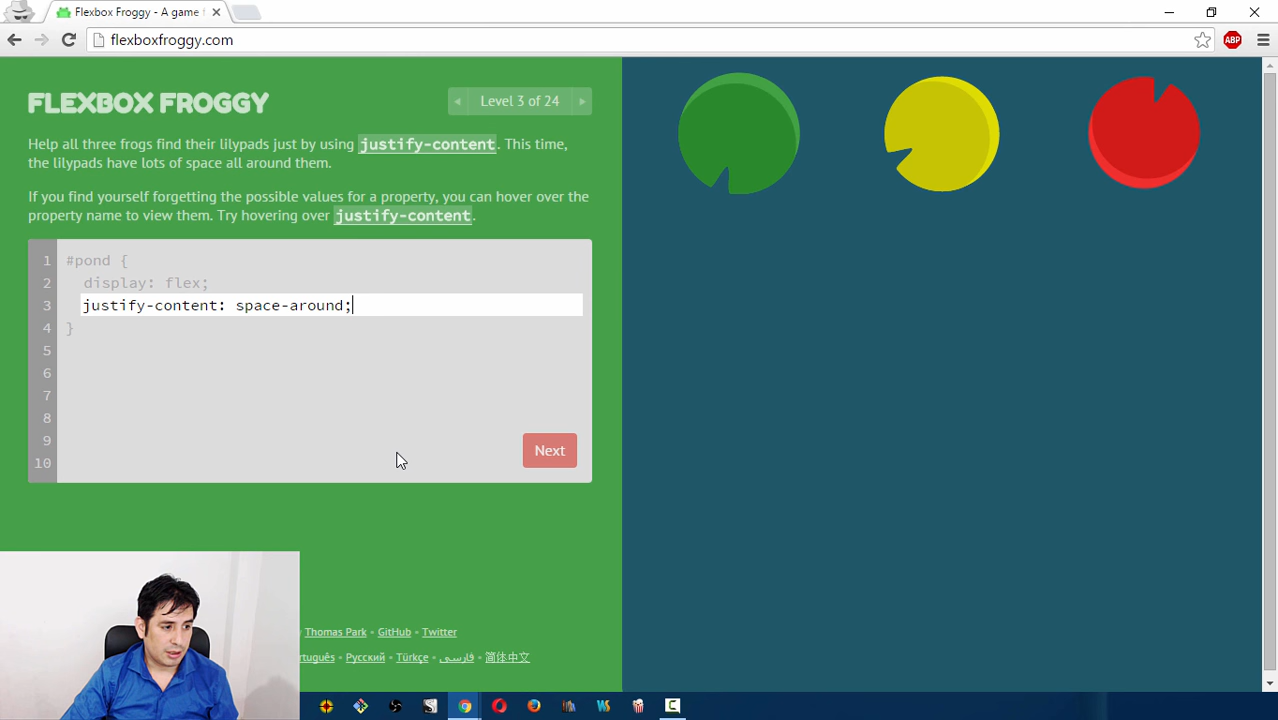 Flexbox Froggy - A game f
flexboxfroggy.com
ABP
FLEXBOX FROGGY
Level 3 of 24
Help all three frogs find their lilypads just by using justify-content. This time,
the lilypads have lots of space all around them.
If you find yourself forgetting the possible values for a property, you can hover over the
property name to view them. Try hovering over justify-content.
1 #pond {
2 display: flex;
3 justify-content: space-around;
4 }
5
6
7
8
9
10
Next
Thomas Park • GitHub • Twitter
rtuguês • Русский • Türkçe • فارسی • 简体中文